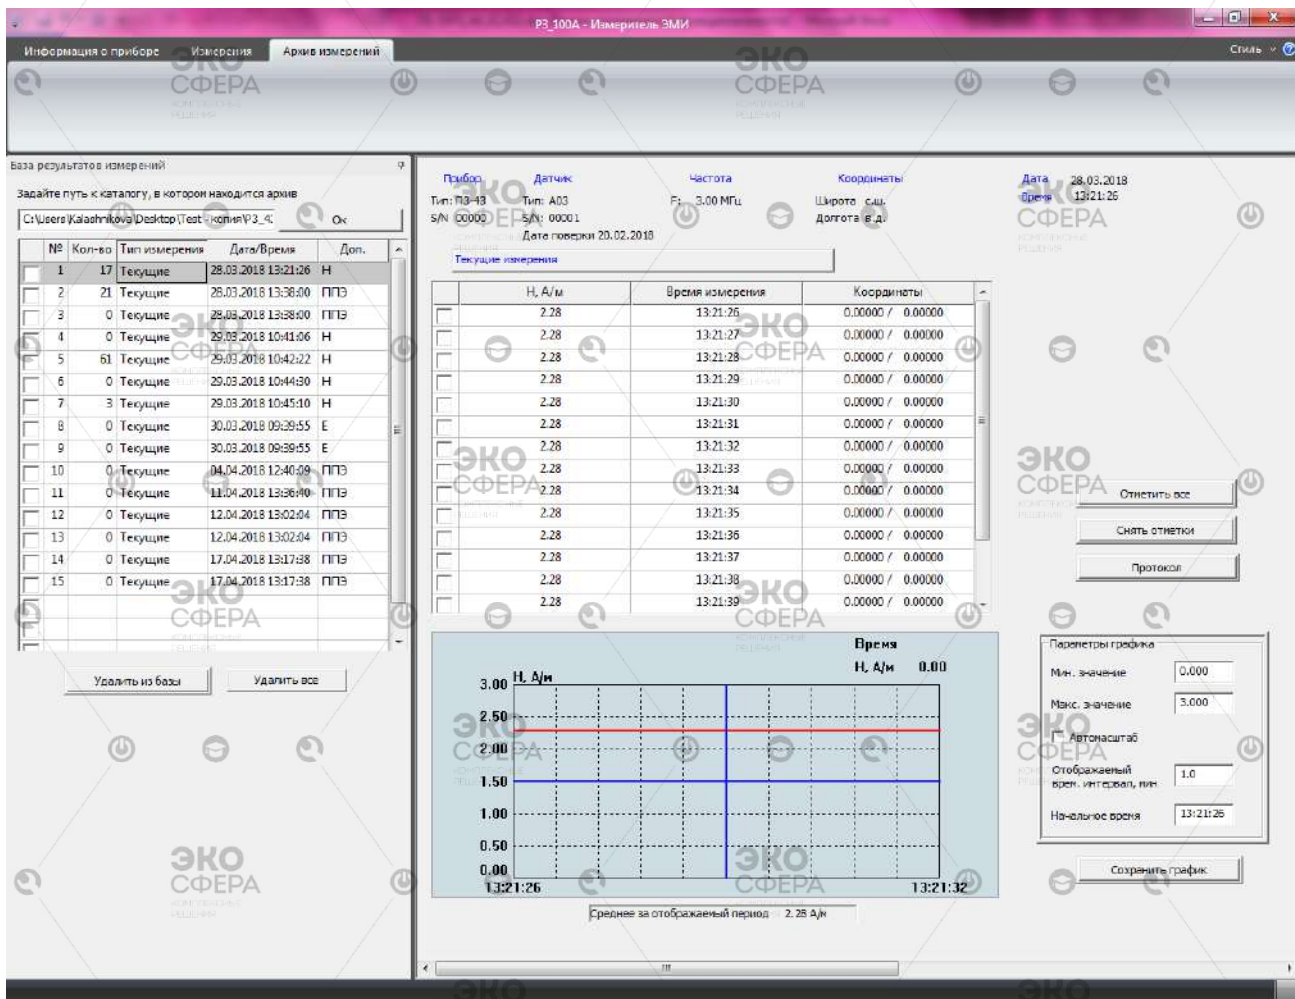 P3_100A - Измеритель ЭМИ
Информация о приборе Измерения Архив измерений Стиль
База результатов измерений
Задайте путь к каталогу, в котором находится архив
C:\Users\Kalashnikova\Desktop\Test - копия\P3_4 Ок
№ Кол-во Тип измерения Дата/Время Доп.
1 17 Текущие 28.03.2018 13:21:26 H
2 21 Текущие 28.03.2018 13:38:00 ППЭ
3 0 Текущие 28.03.2018 13:38:00 ППЭ
4 0 Текущие 29.03.2018 10:41:06 H
5 61 Текущие 29.03.2018 10:42:22 H
6 0 Текущие 29.03.2018 10:44:30 H
7 3 Текущие 29.03.2018 10:45:10 H
8 0 Текущие 30.03.2018 09:39:55 E
9 0 Текущие 30.03.2018 09:39:55 E
10 0 Текущие 04.04.2018 12:40:09 ППЭ
11 0 Текущие 11.04.2018 13:36:40 ППЭ
12 0 Текущие 12.04.2018 13:02:04 ППЭ
13 0 Текущие 12.04.2018 13:02:04 ППЭ
14 0 Текущие 17.04.2018 13:17:38 ППЭ
15 0 Текущие 17.04.2018 13:17:38 ППЭ
Удалить из базы Удалить все
Прибор Датчик Частота Координаты Дата 28.03.2018
Тип: П3-43 Тип: A03 F: 3.00 МГц Широта с.ш. Время 13:21:26
S/N 00000 S/N: 00001 Долгота в.д.
Дата поверки 20.02.2018
Текущие измерения
H, А/м Время измерения Координаты
2.28 13:21:26 0.00000 / 0.00000
2.28 13:21:27 0.00000 / 0.00000
2.28 13:21:28 0.00000 / 0.00000
2.28 13:21:29 0.00000 / 0.00000
2.28 13:21:30 0.00000 / 0.00000
2.28 13:21:31 0.00000 / 0.00000
2.28 13:21:32 0.00000 / 0.00000
2.28 13:21:33 0.00000 / 0.00000
2.28 13:21:34 0.00000 / 0.00000
2.28 13:21:35 0.00000 / 0.00000
2.28 13:21:36 0.00000 / 0.00000
2.28 13:21:37 0.00000 / 0.00000
2.28 13:21:38 0.00000 / 0.00000
2.28 13:21:39 0.00000 / 0.00000
Отметить все
Снять отметки
Протокол
Время
H, А/м 0.00
H, А/м
3.00
2.50
2.00
1.50
1.00
0.50
0.00
13:21:26 13:21:32
Среднее за отображаемый период 2.28 А/м
Параметры графика
Мин. значение 0.000
Макс. значение 3.000
Автомасштаб
Отображаемый
врем. интервал, мин 1.0
Начальное время 13:21:26
Сохранить график
ЭКО
СФЕРА
КОМПЛЕКСНЫЕ
РЕШЕНИЯ